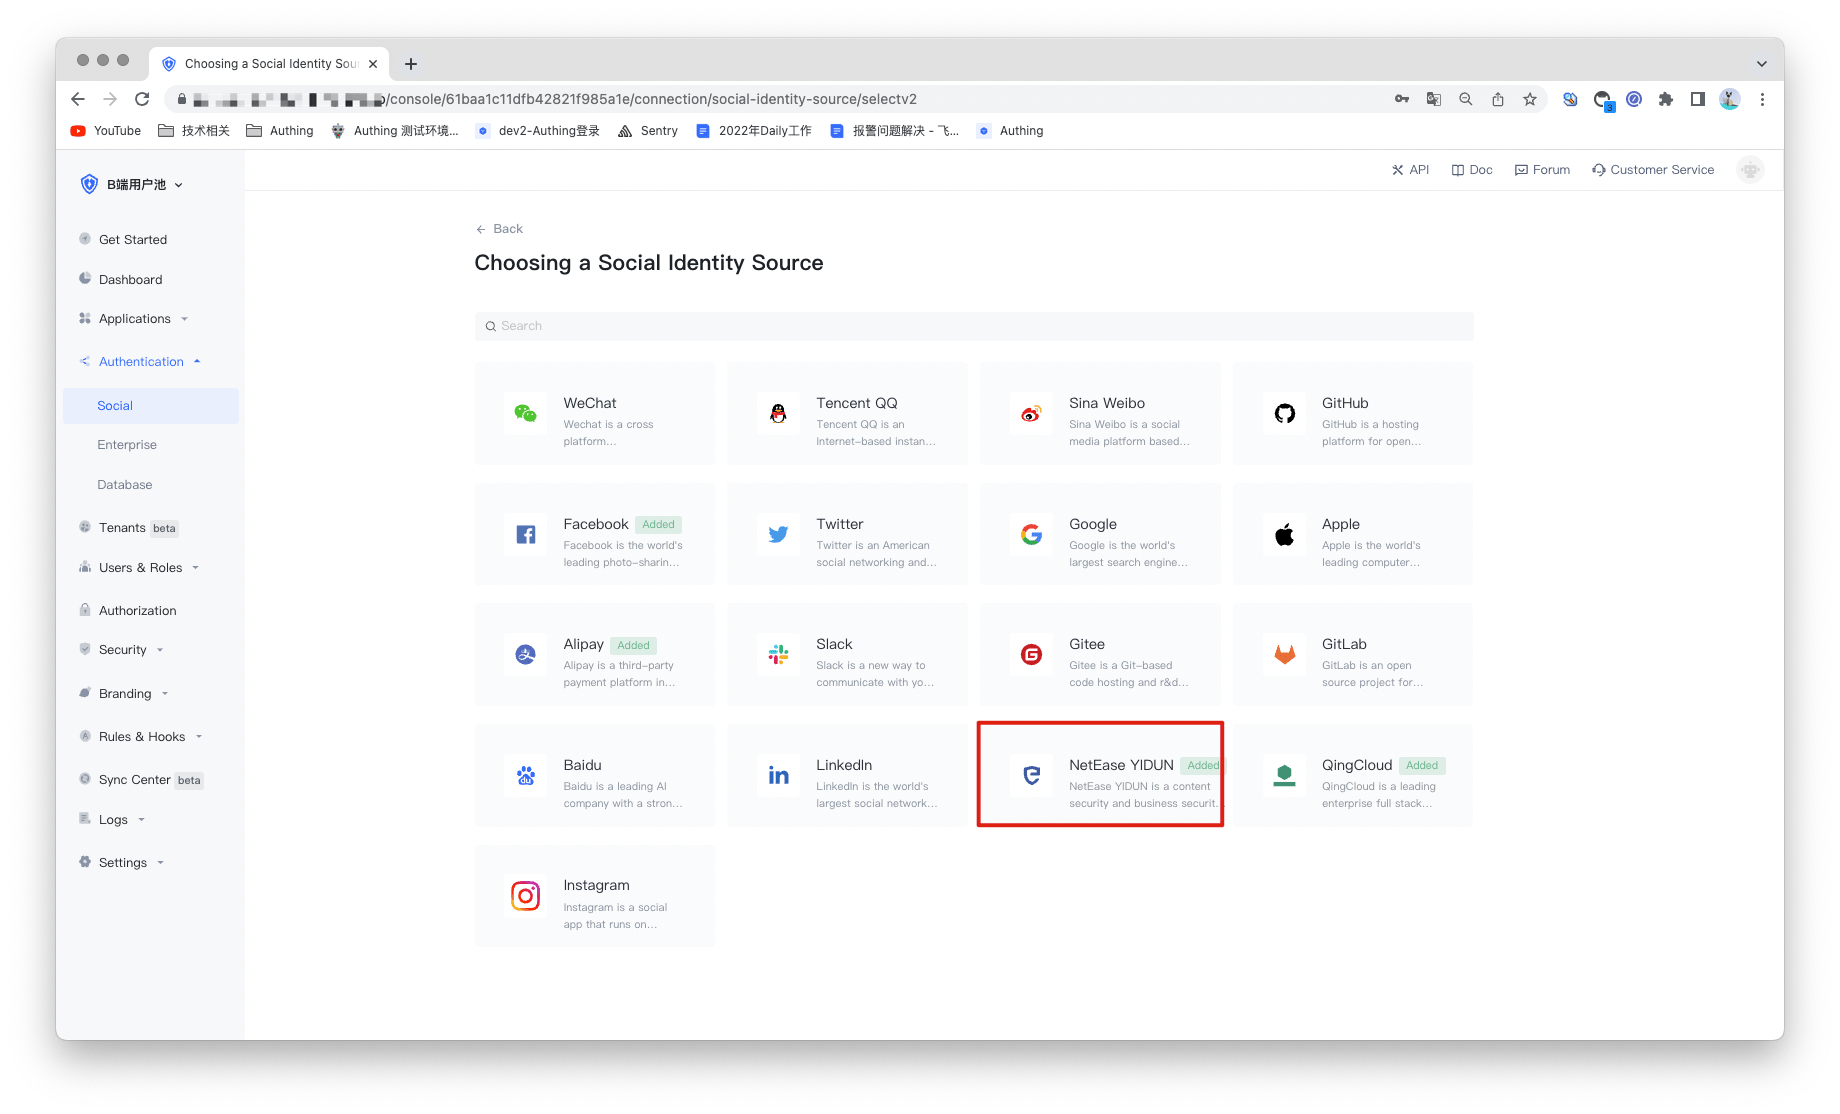 Choosing a Social Identity Sou
/console/61baa1c11dfb42821f985a1e/connection/social-identity-source/selectv2
3
YouTube 技术相关 Authing Authing 测试环境... dev2-Authing登录 Sentry 2022年Daily工作 报警问题解决 - 飞... Authing
B端用户池
API Doc Forum Customer Service
Get Started
Dashboard
Applications
Authentication
Social
Enterprise
Database
Tenants beta
Users & Roles
Authorization
Security
Branding
Rules & Hooks
Sync Center beta
Logs
Settings
Back
Choosing a Social Identity Source
Search
WeChat
Wechat is a cross
platform...
Tencent QQ
Tencent QQ is an
Internet-based instan...
Sina Weibo
Sina Weibo is a social
media platform based...
GitHub
GitHub is a hosting
platform for open...
Facebook Added
Facebook is the world's
leading photo-sharin...
Twitter
Twitter is an American
social networking and...
Google
Google is the world's
largest search engine...
Apple
Apple is the world's
leading computer...
Alipay Added
Alipay is a third-party
payment platform in...
Slack
Slack is a new way to
communicate with yo...
Gitee
Gitee is a Git-based
code hosting and r&d...
GitLab
GitLab is an open
source project for...
Baidu
Baidu is a leading AI
company with a stron...
LinkedIn
LinkedIn is the world's
largest social network...
NetEase YIDUN Added
NetEase YIDUN is a content
security and business securit...
QingCloud Added
QingCloud is a leading
enterprise full stack...
Instagram
Instagram is a social
app that runs on...